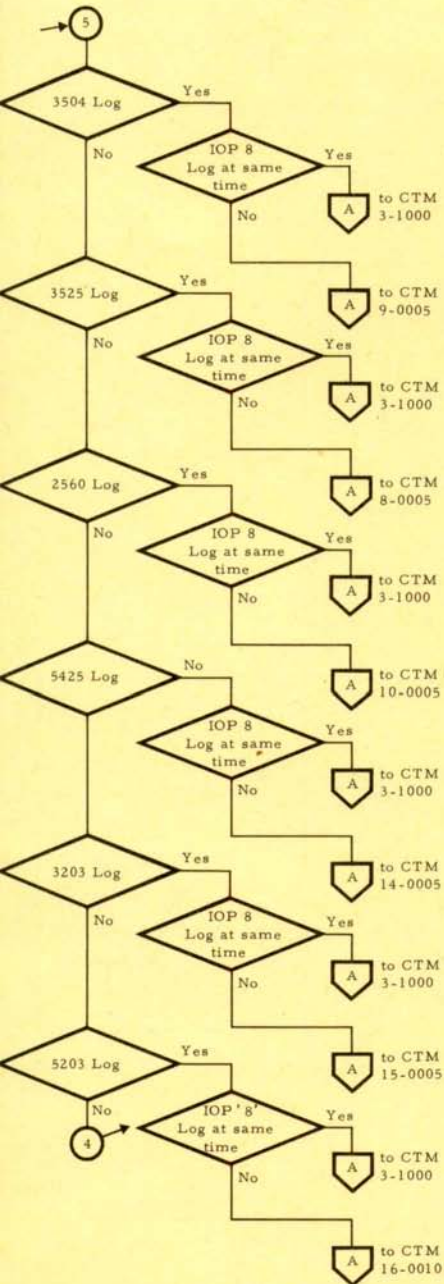 5
3504 Log
Yes
No
IOP 8
Log at same
time
Yes
No
A
to CTM
3-1000
A
to CTM
9-0005
3525 Log
Yes
No
IOP 8
Log at same
time
Yes
No
A
to CTM
3-1000
A
to CTM
8-0005
2560 Log
Yes
No
IOP 8
Log at same
time
Yes
No
A
to CTM
3-1000
A
to CTM
10-0005
5425 Log
No
IOP 8
Log at same
time
Yes
No
A
to CTM
3-1000
A
to CTM
14-0005
3203 Log
Yes
No
IOP 8
Log at same
time
Yes
No
A
to CTM
3-1000
A
to CTM
15-0005
5203 Log
Yes
No
4
IOP '8'
Log at same
time
Yes
No
A
to CTM
3-1000
A
to CTM
16-0010